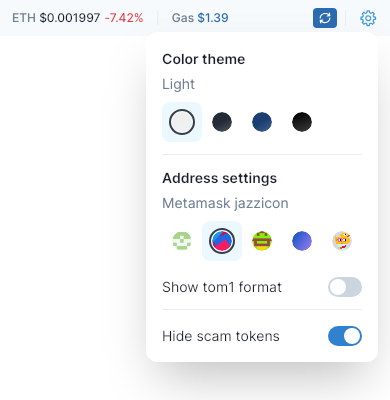 ETH $0.001997 -7.42% Gas $1.39
Color theme
Light
Address settings
Metamask jazzicon
Show tom1 format
Hide scam tokens